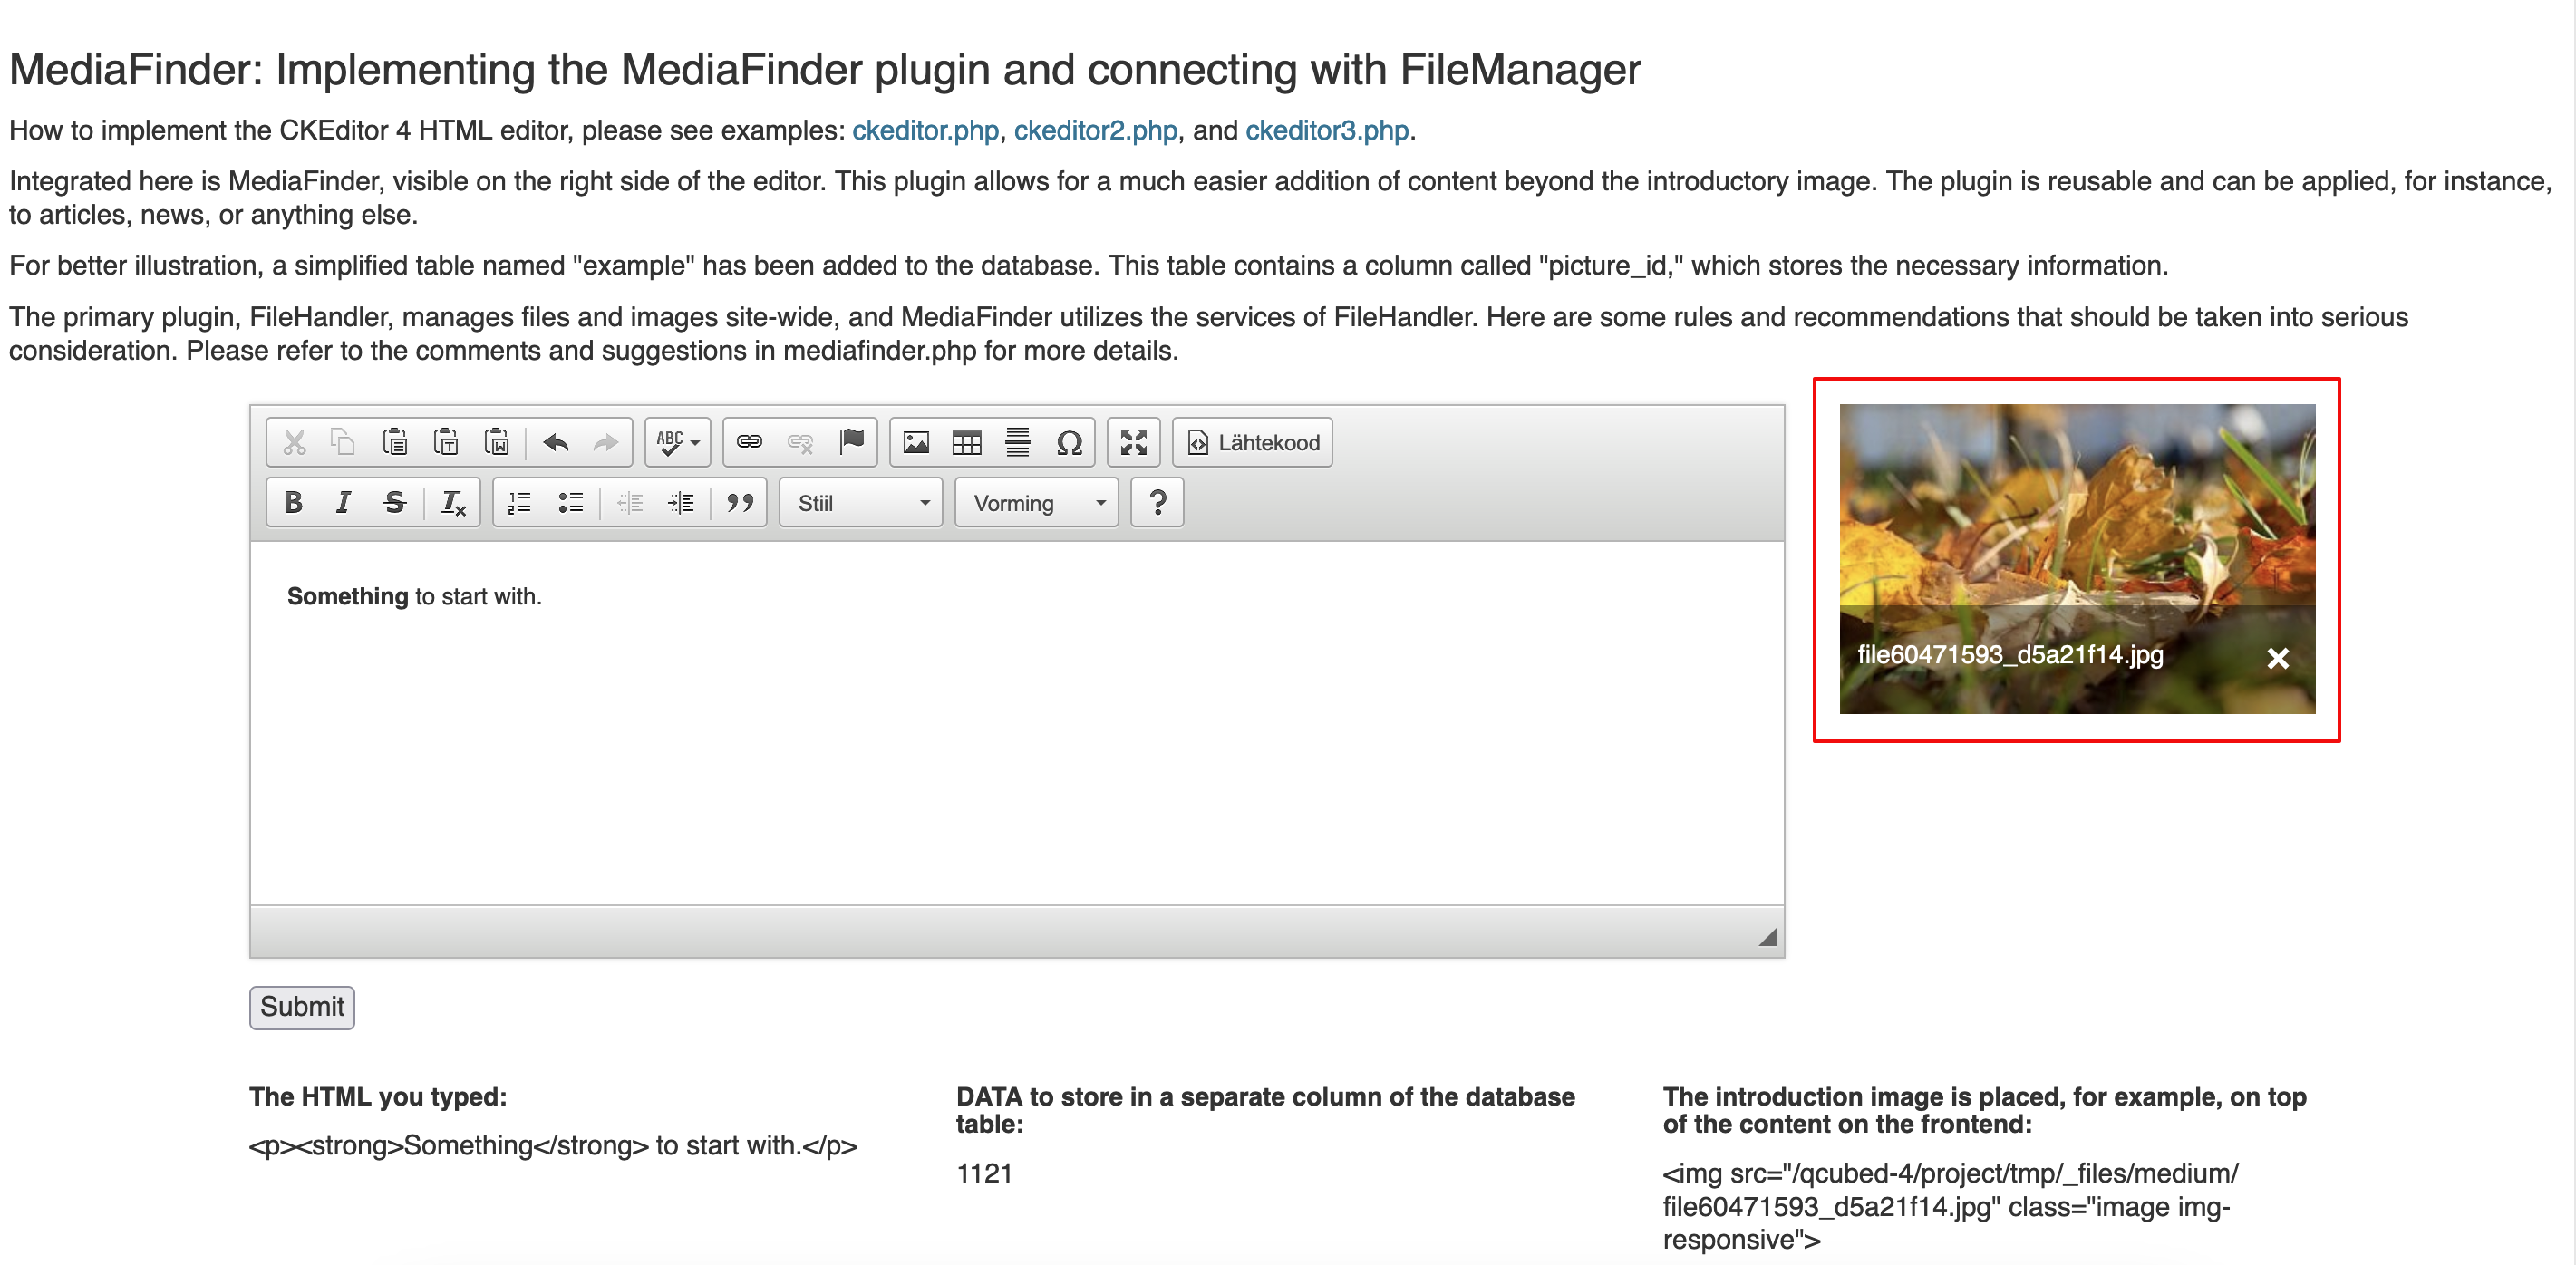 MediaFinder: Implementing the MediaFinder plugin and connecting with FileManager
How to implement the CKEditor 4 HTML editor, please see examples: ckeditor.php, ckeditor2.php, and ckeditor3.php.
Integrated here is MediaFinder, visible on the right side of the editor. This plugin allows for a much easier addition of content beyond the introductory image. The plugin is reusable and can be applied, for instance,
to articles, news, or anything else.
For better illustration, a simplified table named "example" has been added to the database. This table contains a column called "picture_id," which stores the necessary information.
The primary plugin, FileHandler, manages files and images site-wide, and MediaFinder utilizes the services of FileHandler. Here are some rules and recommendations that should be taken into serious
consideration. Please refer to the comments and suggestions in mediafinder.php for more details.
ABC Ω Lähtekood
B I S Tx Stiil Vorming ?
Something to start with.
file60471593_d5a21f14.jpg
Submit
The HTML you typed:
<p><strong>Something</strong> to start with.</p>
DATA to store in a separate column of the database
table:
1121
The introduction image is placed, for example, on top
of the content on the frontend:
<img src="/qcubed-4/project/tmp/_files/medium/
file60471593_d5a21f14.jpg" class="image img-
responsive">